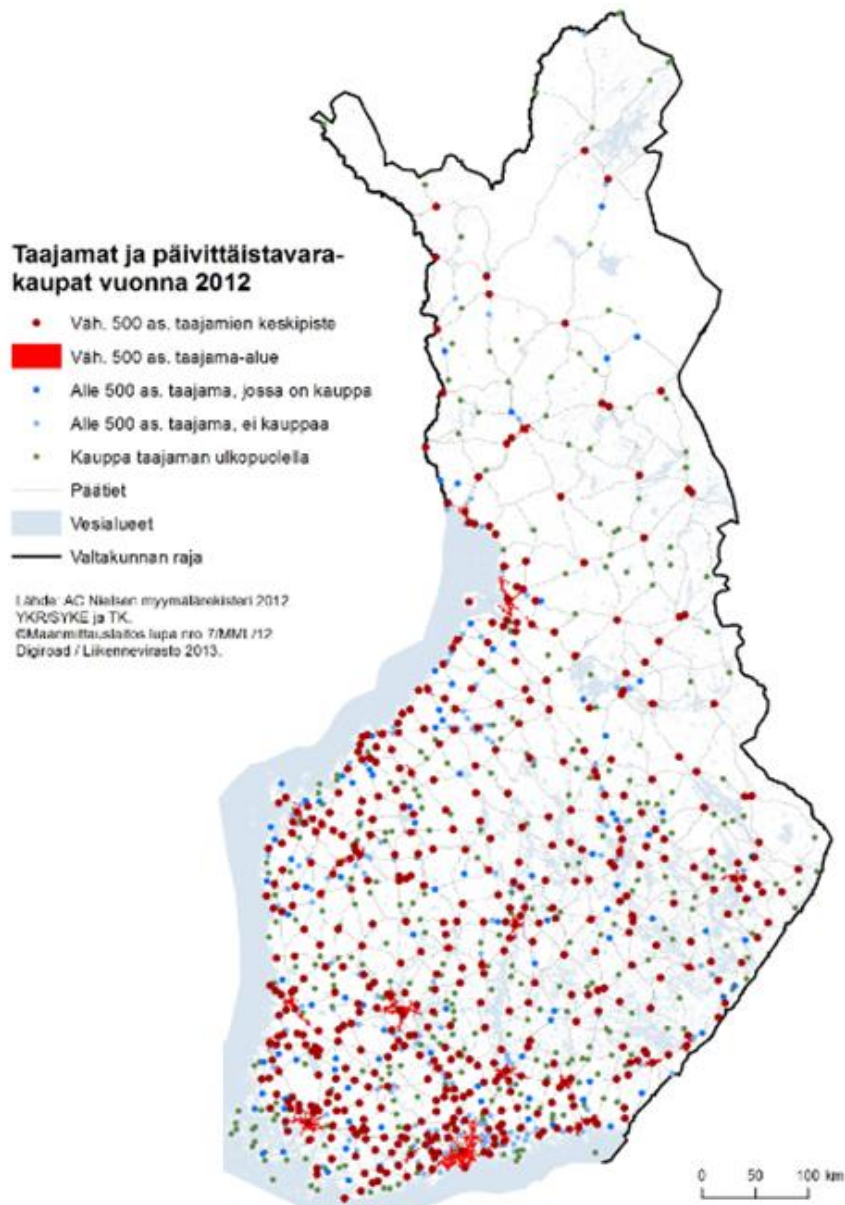 Taajamat ja päivittäistavara-
kaupat vuonna 2012
Väh. 500 as. taajamien keskipiste
Väh. 500 as. taajama-alue
Alle 500 as. taajama, jossa on kauppa
Alle 500 as. taajama, ei kauppaa
Kauppa taajaman ulkopuolella
Päätiet
Vesialueet
Valtakunnan raja
Lähde: AC Nielsen myymälärekisteri 2012
YKR/SYKE ja TK.
©Maanmittauslaitos lupa nro 7/MML/12
Digiroad / Liikennevirasto 2013.
0 50 100 km